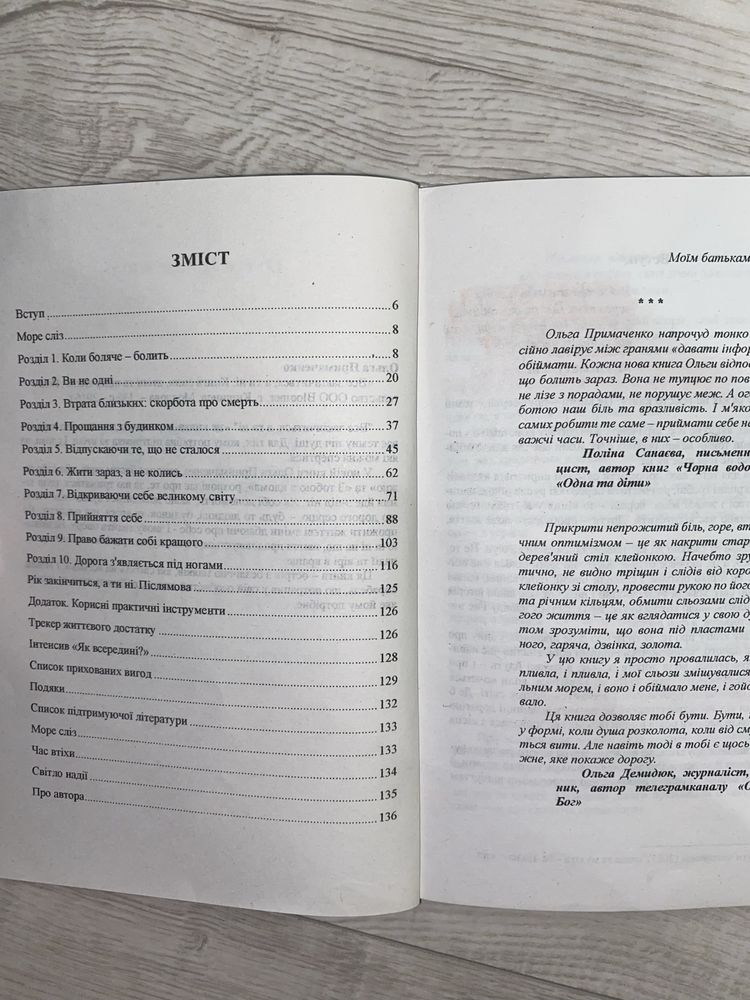 ЗМІСТ
Вступ 6
Море сліз 8
Розділ 1. Коли боляче – болить 8
Розділ 2. Ви не одні 20
Розділ 3. Втрата близьких: скорбота про смерть 27
Розділ 4. Прощання з будинком 37
Розділ 5. Відпускаючи те, що не сталося 45
Розділ 6. Жити зараз, а не колись 62
Розділ 7. Відкриваючи себе великому світу 71
Розділ 8. Прийняття себе 88
Розділ 9. Право бажати собі кращого 103
Розділ 10. Дорога з'являється під ногами 116
Рік закінчиться, а ти ні. Післямова 125
Додаток. Корисні практичні інструменти 126
Трекер життєвого достатку 126
Інтенсив «Як всередині?» 128
Список прихованих вигод 129
Подяки 132
Список підтримуючої літератури 133
Море сліз 133
Час втіхи 134
Світло надії 135
Про автора 136
Моїм батькам
***
Ольга Примаченко напрочуд тонко
сійно лавірує між гранями «давати інфор
обіймати. Кожна нова книга Ольги відпов
що болить зараз. Вона не тупцює по пов
не лізе з порадами, не порушує меж. А ог
ботою наш біль та вразливість. І м'яко
самих робити те саме – приймати себе на
важчі часи. Точніше, в них – особливо.
Поліна Санаєва, письменн
цист, автор книг «Чорна водо
«Одна та діти»
Прикрити непрожитий біль, горе, вт
чним оптимізмом – це як накрити стар
дерев'яний стіл клейонкою. Начебто зру
тично, не видно тріщин і слідів від коро
клейонку зі столу, провести рукою по його
та річним кільцям, обмити сльозами слід
гого життя – це як вглядатися у свою ду
том зрозуміти, що вона під пластами
ного, гаряча, дзвінка, золота.
У цю книгу я просто провалилась, я
пливла, і пливла, і мої сльози змішувалися
льним морем, і воно і обіймало мене, і гой
вало.
Ця книга дозволяє тобі бути. Бути,
у формі, коли душа розколота, коли від см
ться вити. Але навіть тоді в тобі є щось
жне, яке покаже дорогу.
Ольга Демидюк, журналіст,
ник, автор телеграмканалу «О
Бог»